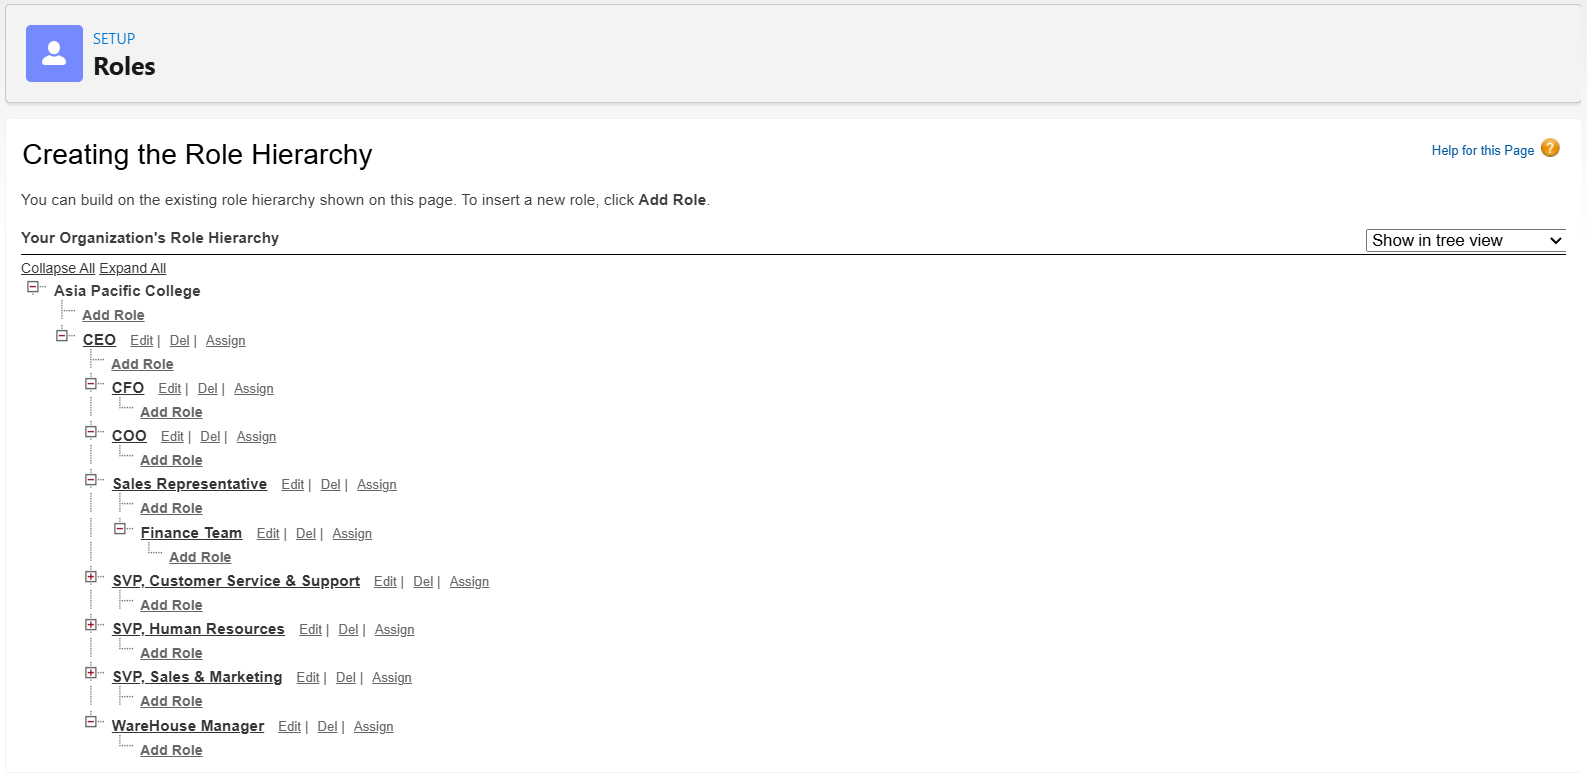 SETUP
Roles
Creating the Role Hierarchy
Help for this Page ?
You can build on the existing role hierarchy shown on this page. To insert a new role, click Add Role.
Your Organization's Role Hierarchy
Show in tree view
Collapse All Expand All
Asia Pacific College
Add Role
CEO Edit | Del | Assign
Add Role
CFO Edit | Del | Assign
Add Role
COO Edit | Del | Assign
Add Role
Sales Representative Edit | Del | Assign
Add Role
Finance Team Edit | Del | Assign
Add Role
SVP, Customer Service & Support Edit | Del | Assign
Add Role
SVP, Human Resources Edit | Del | Assign
Add Role
SVP, Sales & Marketing Edit | Del | Assign
Add Role
WareHouse Manager Edit | Del | Assign
Add Role